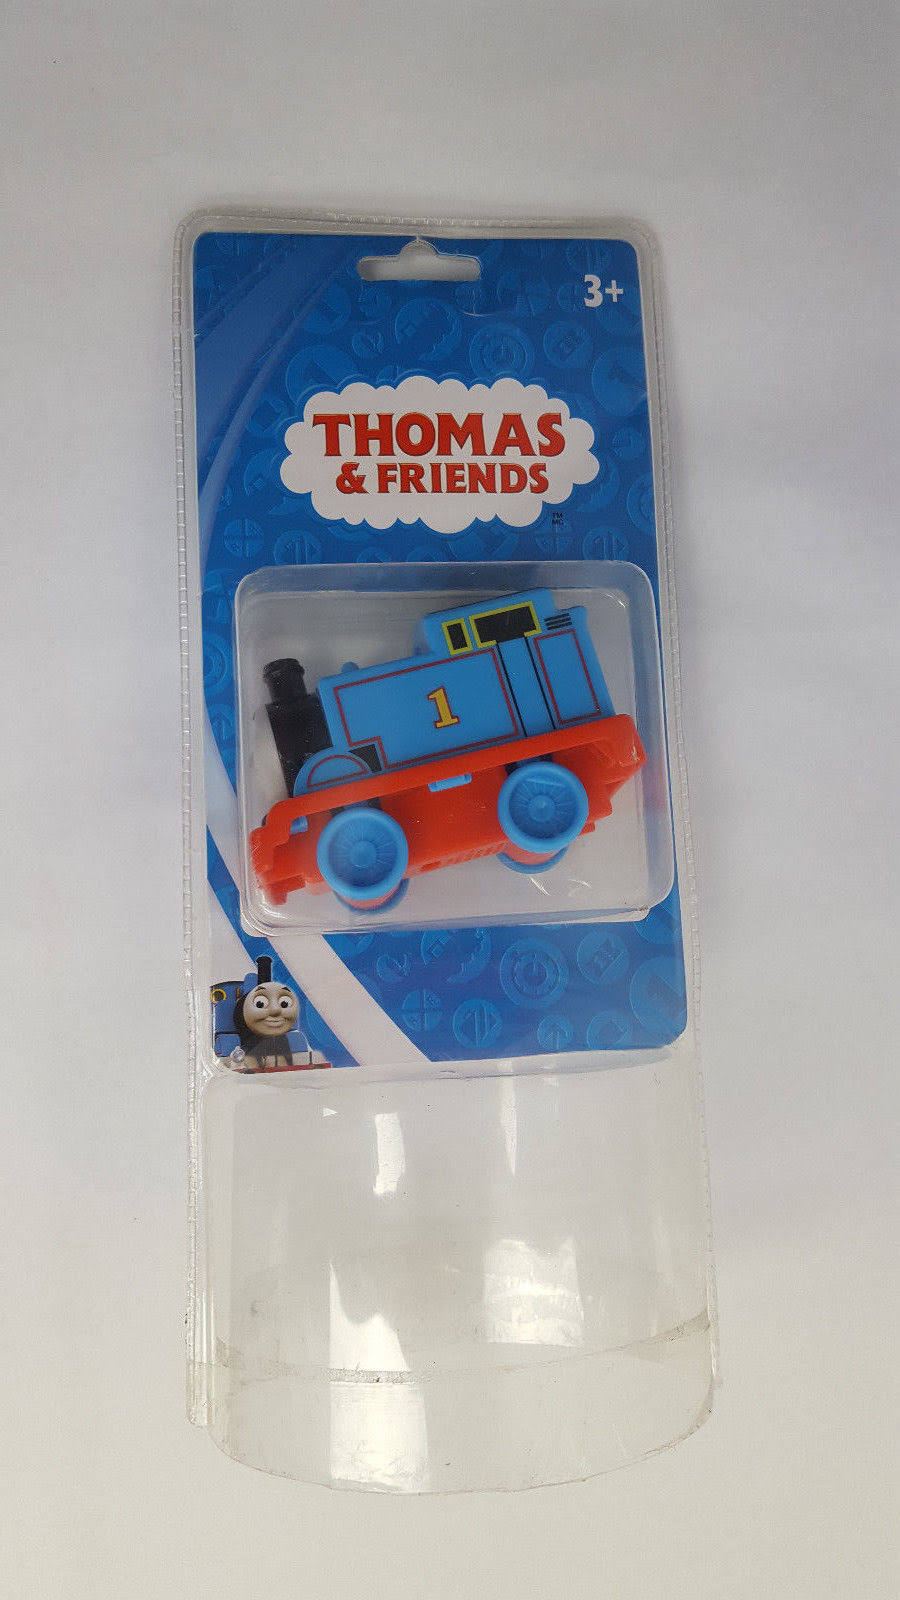 3+
THOMAS
& FRIENDS
TM
MC
1